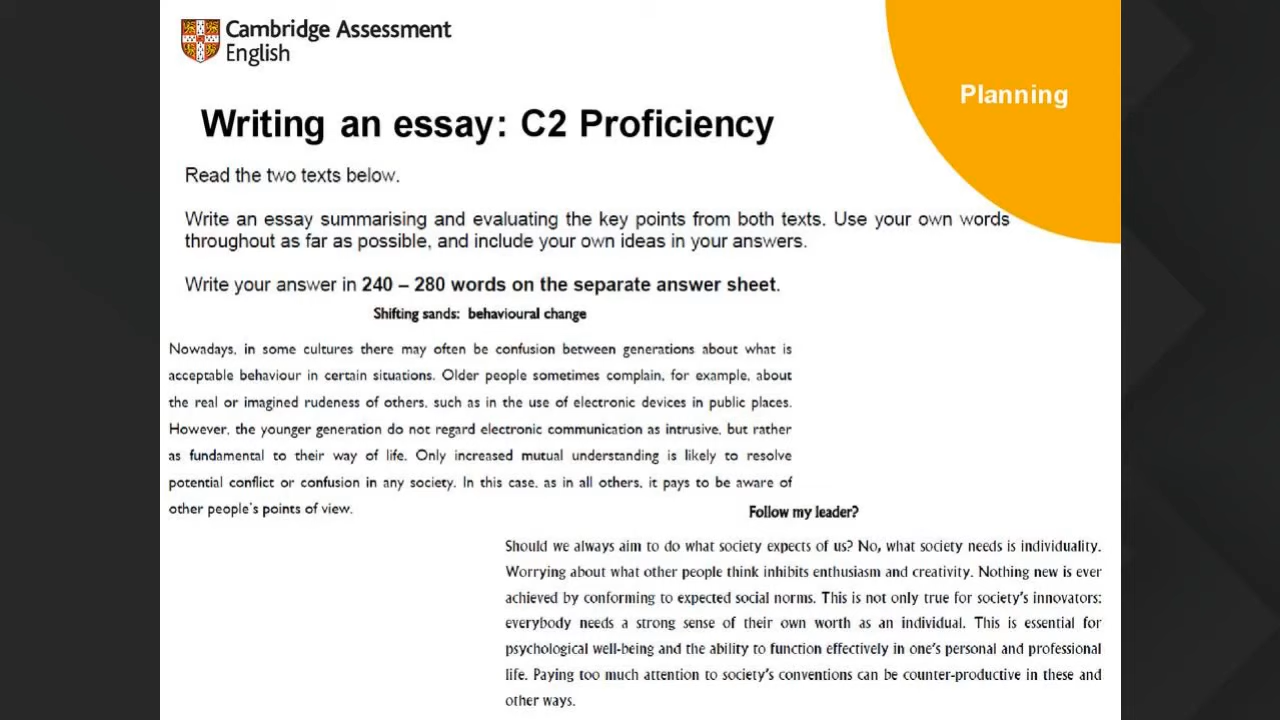 Cambridge Assessment
English
Planning
Writing an essay: C2 Proficiency
Read the two texts below.
Write an essay summarising and evaluating the key points from both texts. Use your own words
throughout as far as possible, and include your own ideas in your answers.
Write your answer in 240 – 280 words on the separate answer sheet.
Shifting sands: behavioural change
Nowadays, in some cultures there may often be confusion between generations about what is
acceptable behaviour in certain situations. Older people sometimes complain, for example, about
the real or imagined rudeness of others, such as in the use of electronic devices in public places.
However, the younger generation do not regard electronic communication as intrusive, but rather
as fundamental to their way of life. Only increased mutual understanding is likely to resolve
potential conflict or confusion in any society. In this case, as in all others, it pays to be aware of
other people's points of view.
Follow my leader?
Should we always aim to do what society expects of us? No, what society needs is individuality.
Worrying about what other people think inhibits enthusiasm and creativity. Nothing new is ever
achieved by conforming to expected social norms. This is not only true for society's innovators:
everybody needs a strong sense of their own worth as an individual. This is essential for
psychological well-being and the ability to function effectively in one's personal and professional
life. Paying too much attention to society's conventions can be counter-productive in these and
other ways.